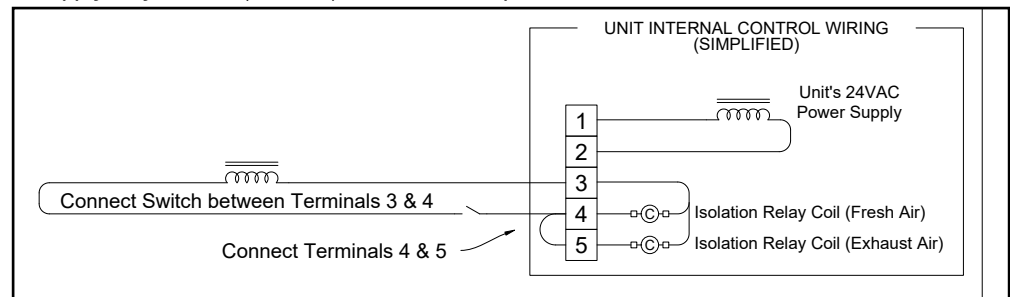 UNIT INTERNAL CONTROL WIRING
(SIMPLIFIED)
Unit's 24VAC
Power Supply
1
2
3
Connect Switch between Terminals 3 & 4
4
C
Isolation Relay Coil (Fresh Air)
Connect Terminals 4 & 5
5
C
Isolation Relay Coil (Exhaust Air)